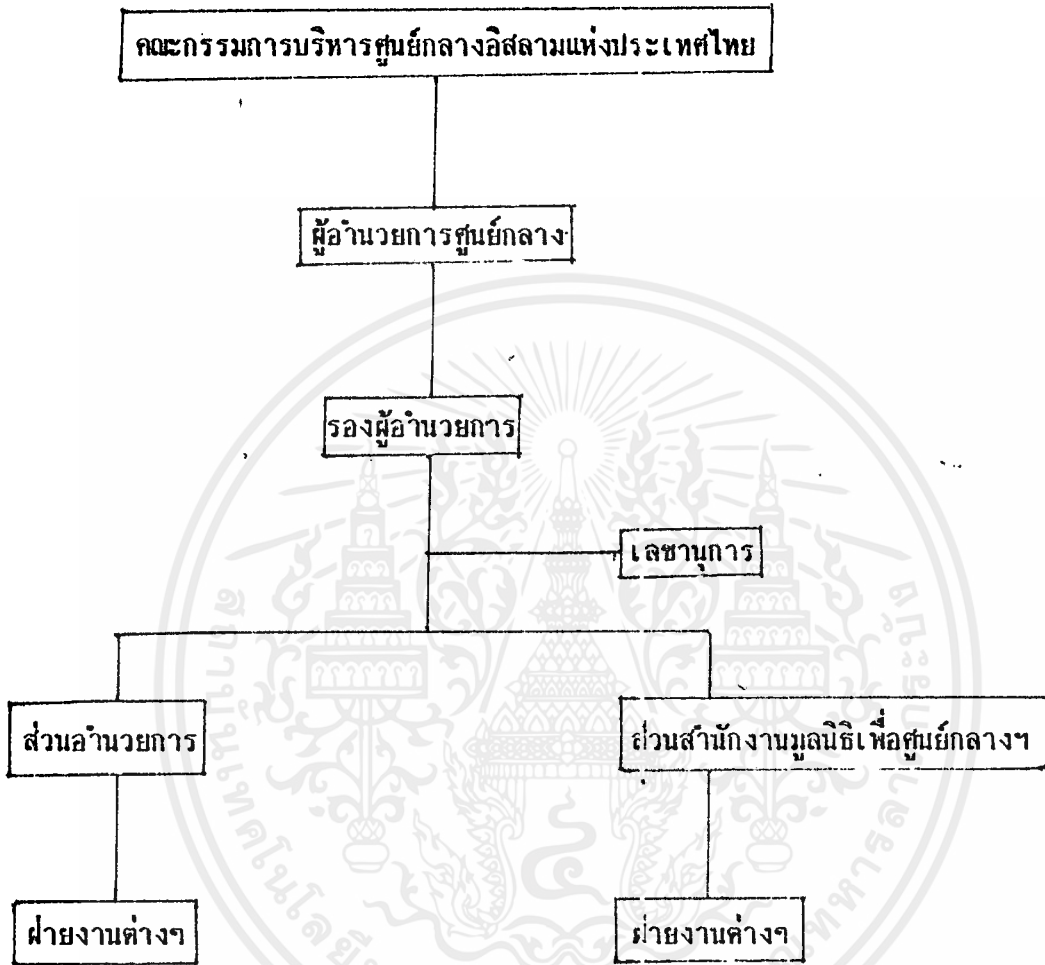 คณะกรรมการบริหารศูนย์กลางอิสลามแห่งประเทศไทย
ผู้อำนวยการศูนย์กลาง
รองผู้อำนวยการ
เลขานุการ
ส่วนอำนวยการ
ส่วนสำนักงานมูลนิธิเพื่อศูนย์กลางฯ
ฝ่ายงานต่างๆ
ฝ่ายงานต่างๆ